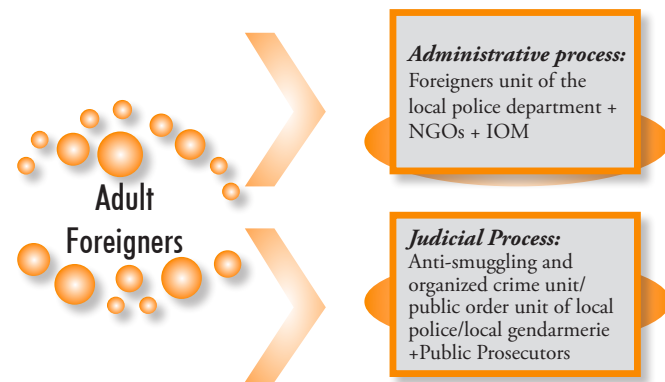 Adult
Foreigners
Administrative process:
Foreigners unit of the
local police department +
NGOs + IOM
Judicial Process:
Anti-smuggling and
organized crime unit/
public order unit of local
police/local gendarmerie
+Public Prosecutors